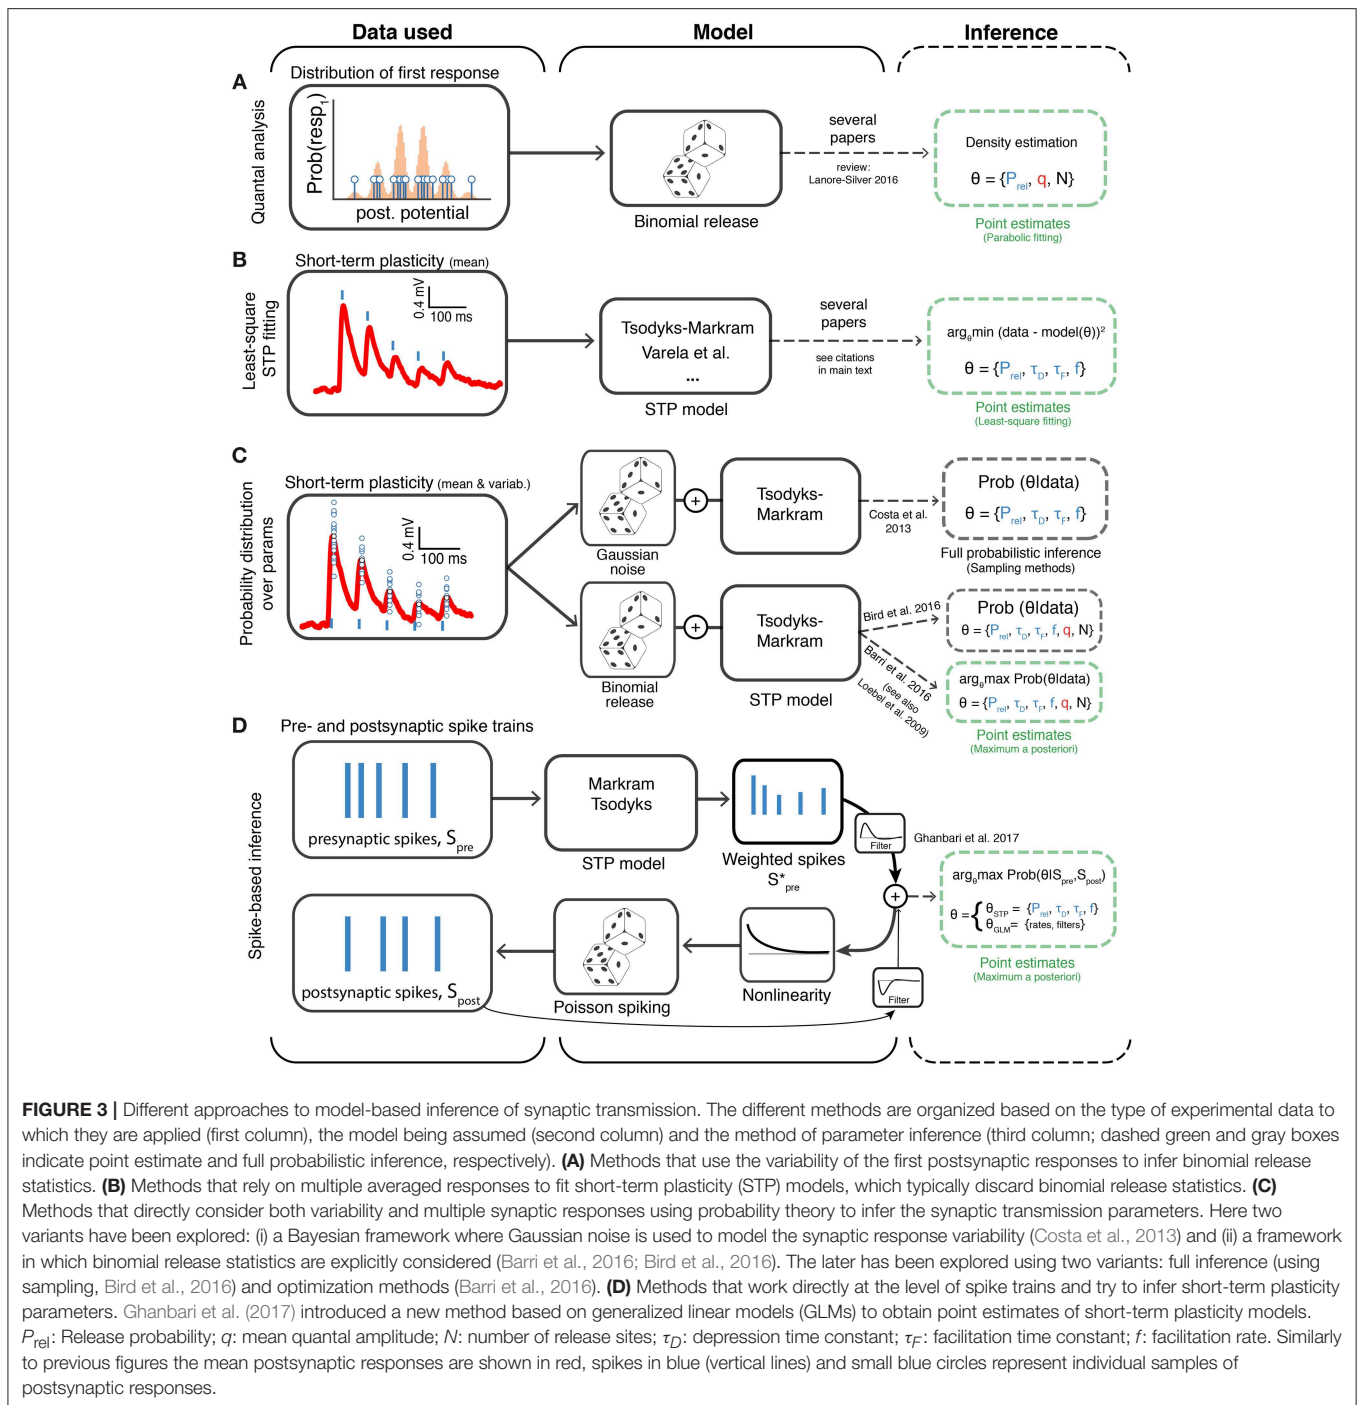 Data used
Model
Inference
A
Quantal analysis
Distribution of first response
Prob(resp1)
post. potential
Binomial release
several
papers
review:
Lanore-Silver 2016
Density estimation
θ = {Prel, q, N}
Point estimates
(Parabolic fitting)
B
Least-square
STP fitting
Short-term plasticity (mean)
0.4 mV
100 ms
Tsodyks-Markram
Varela et al.
...
STP model
several
papers
see citations
in main text
argθmin (data - model(θ))²
θ = {Prel, τD, τF, f}
Point estimates
(Least-square fitting)
C
Probability distribution
over params
Short-term plasticity (mean & variab.)
0.4 mV
100 ms
Gaussian
noise
+
Tsodyks-
Markram
Costa et al.
2013
Prob (θ|data)
θ = {Prel, τD, τF, f}
Full probabilistic inference
(Sampling methods)
Binomial
release
+
Tsodyks-
Markram
STP model
Bird et al. 2016
Prob (θ|data)
θ = {Prel, τD, τF, f, q, N}
Barri et al. 2016
(see also
Loebel et al. 2009)
argθmax Prob(θ|data)
θ = {Prel, τD, τF, f, q, N}
Point estimates
(Maximum a posteriori)
D
Spike-based inference
Pre- and postsynaptic spike trains
presynaptic spikes, Spre
Markram
Tsodyks
STP model
Weighted spikes
S*pre
Filter
Ghanbari et al. 2017
+
argθmax Prob(θ|Spre,Spost)
θ = { θSTP = {Prel, τD, τF, f}
θGLM= {rates, filters}
Point estimates
(Maximum a posteriori)
postsynaptic spikes, Spost
Poisson spiking
Nonlinearity
Filter
FIGURE 3 | Different approaches to model-based inference of synaptic transmission. The different methods are organized based on the type of experimental data to
which they are applied (first column), the model being assumed (second column) and the method of parameter inference (third column; dashed green and gray boxes
indicate point estimate and full probabilistic inference, respectively). (A) Methods that use the variability of the first postsynaptic responses to infer binomial release
statistics. (B) Methods that rely on multiple averaged responses to fit short-term plasticity (STP) models, which typically discard binomial release statistics. (C)
Methods that directly consider both variability and multiple synaptic responses using probability theory to infer the synaptic transmission parameters. Here two
variants have been explored: (i) a Bayesian framework where Gaussian noise is used to model the synaptic response variability (Costa et al., 2013) and (ii) a framework
in which binomial release statistics are explicitly considered (Barri et al., 2016; Bird et al., 2016). The later has been explored using two variants: full inference (using
sampling, Bird et al., 2016) and optimization methods (Barri et al., 2016). (D) Methods that work directly at the level of spike trains and try to infer short-term plasticity
parameters. Ghanbari et al. (2017) introduced a new method based on generalized linear models (GLMs) to obtain point estimates of short-term plasticity models.
Prel: Release probability; q: mean quantal amplitude; N: number of release sites; τD: depression time constant; τF: facilitation time constant; f: facilitation rate. Similarly
to previous figures the mean postsynaptic responses are shown in red, spikes in blue (vertical lines) and small blue circles represent individual samples of
postsynaptic responses.